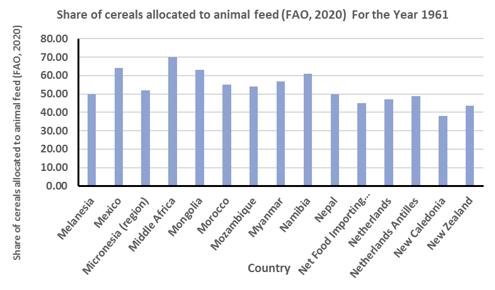 Share of cereals allocated to animal feed (FAO, 2020)  For the Year 1961
Share of cereals allocated to animal feed (FAO, 2020)
80.00
70.00
60.00
50.00
40.00
30.00
20.00
10.00
0.00
Melanesia
Mexico
Micronesia (region)
Middle Africa
Mongolia
Morocco
Mozambique
Myanmar
Namibia
Nepal
Net Food Importing...
Netherlands
Netherlands Antilles
New Caledonia
New Zealand
Country